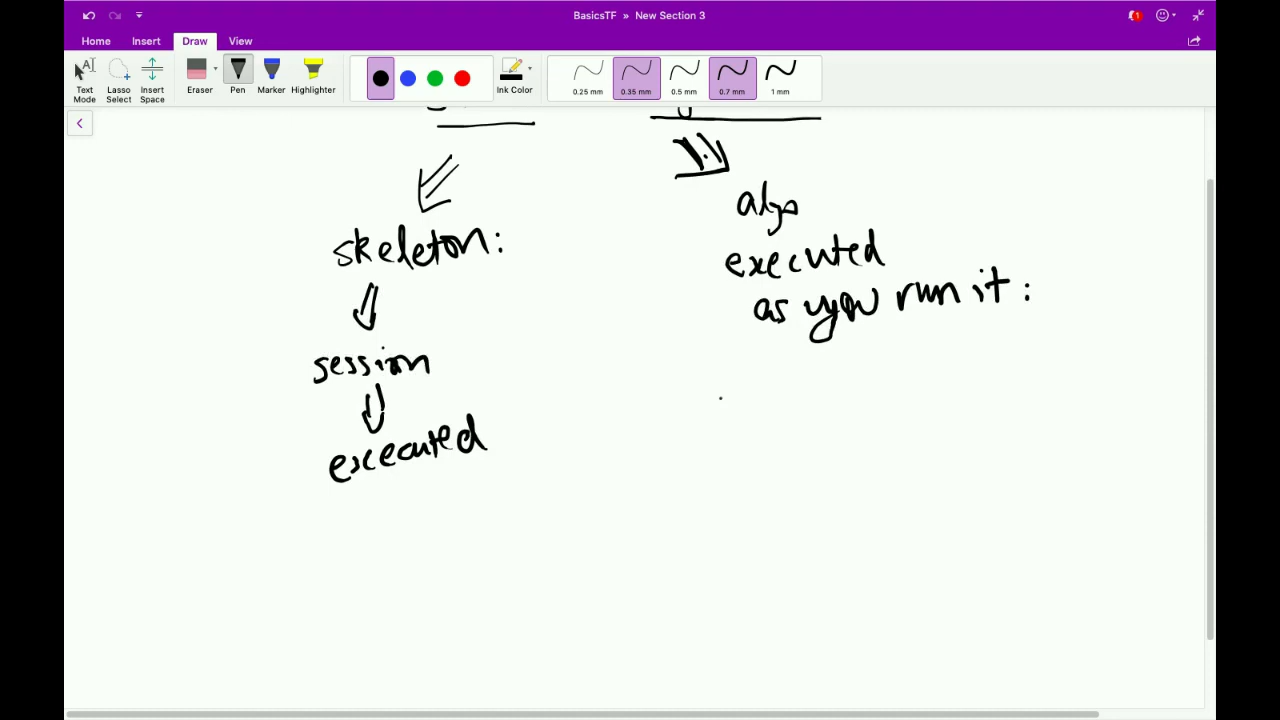 BasicsTF » New Section 3
1
Home Insert Draw View
Text Mode
Lasso Select
Insert Space
Eraser
Pen
Marker
Highlighter
Ink Color
0.25 mm
0.35 mm
0.5 mm
0.7 mm
1 mm
skeleton:
session
executed
algo
executed
as you run it: